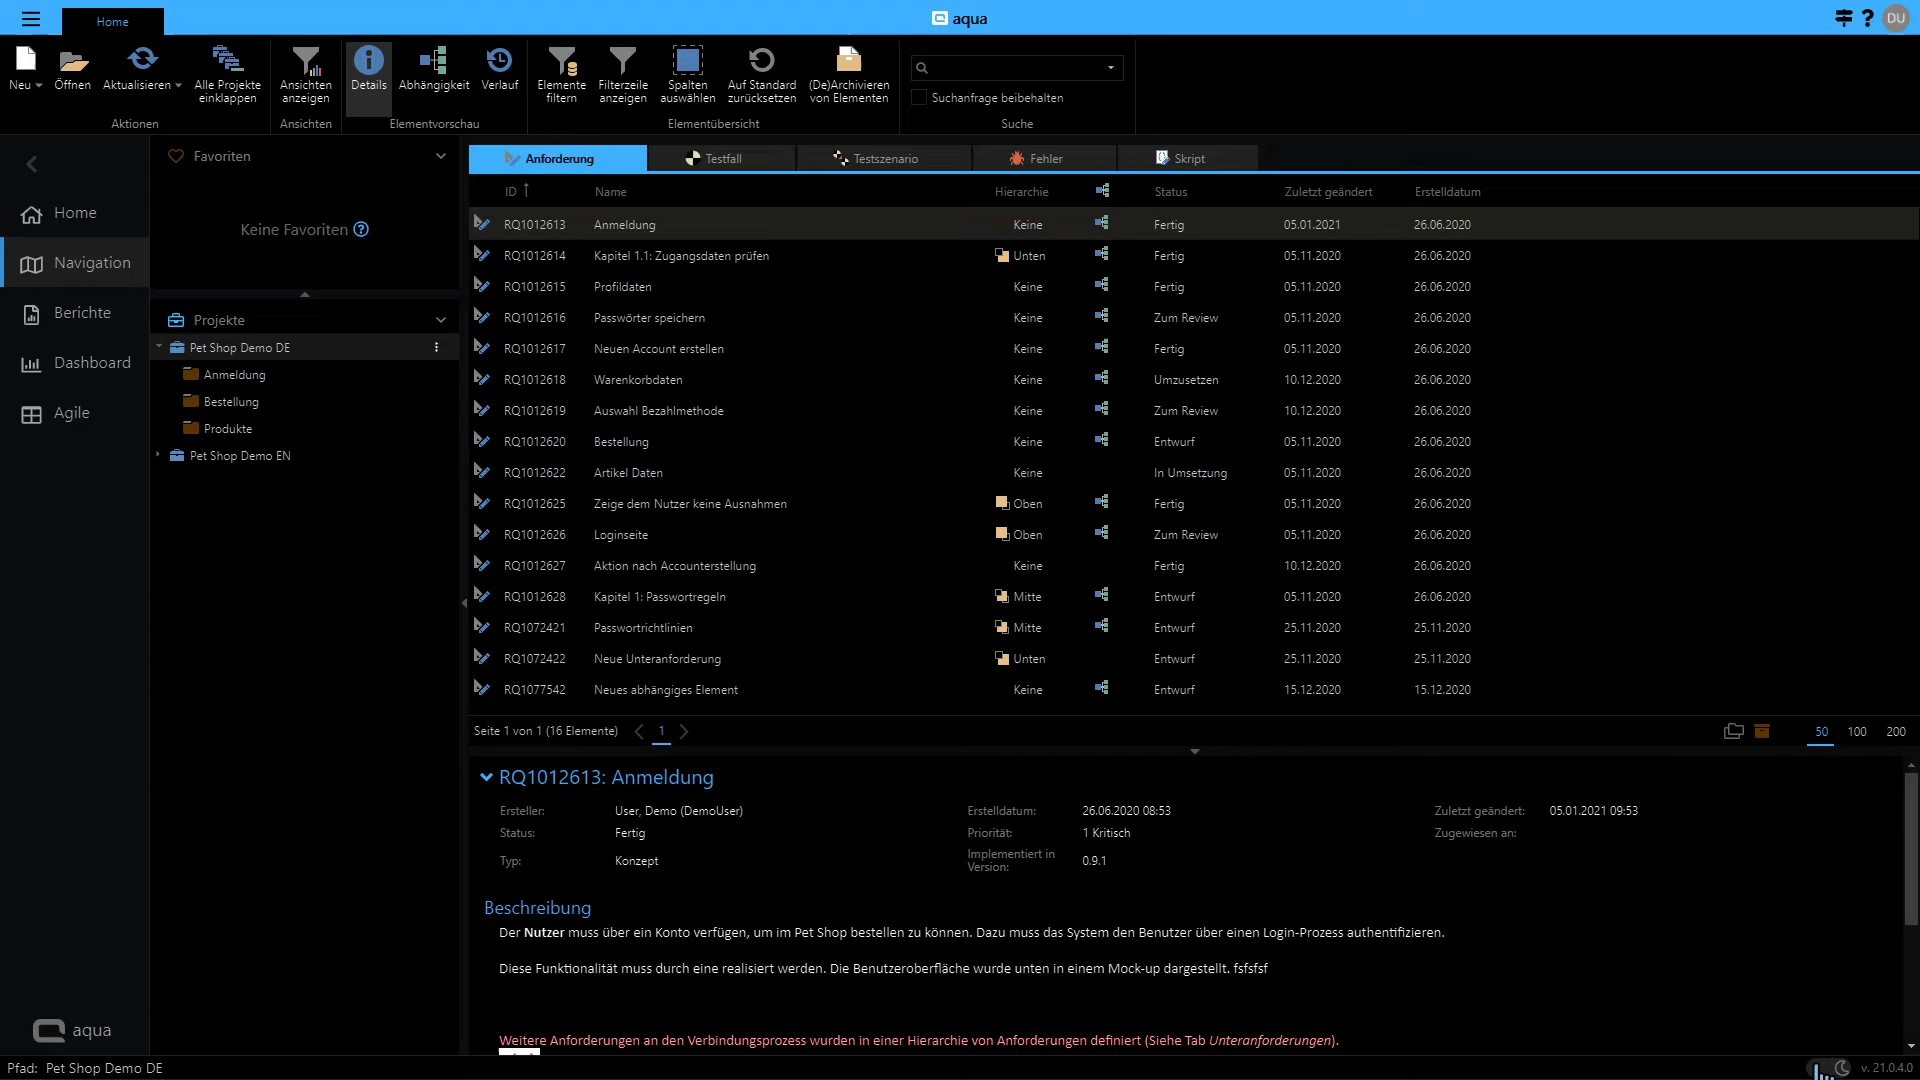 Home
aqua
DU
Neu
Öffnen
Aktualisieren
Alle Projekte
einklappen
Aktionen
Ansichten
anzeigen
Ansichten
Details
Abhängigkeit
Verlauf
Elementvorschau
Elemente
filtern
Filterzeile
anzeigen
Spalten
auswählen
Auf Standard
zurücksetzen
(De)Archivieren
von Elementen
Elementübersicht
Suchanfrage beibehalten
Suche
Home
Navigation
Berichte
Dashboard
Agile
aqua
Favoriten
Keine Favoriten
Projekte
Pet Shop Demo DE
Anmeldung
Bestellung
Produkte
Pet Shop Demo EN
Anforderung Testfall Testszenario Fehler Skript
ID Name Hierarchie Status Zuletzt geändert Erstelldatum
RQ1012613 Anmeldung Keine Fertig 05.01.2021 26.06.2020
RQ1012614 Kapitel 1.1: Zugangsdaten prüfen Unten Fertig 05.11.2020 26.06.2020
RQ1012615 Profildaten Keine Fertig 05.11.2020 26.06.2020
RQ1012616 Passwörter speichern Keine Zum Review 05.11.2020 26.06.2020
RQ1012617 Neuen Account erstellen Keine Fertig 05.11.2020 26.06.2020
RQ1012618 Warenkorbdaten Keine Umzusetzen 10.12.2020 26.06.2020
RQ1012619 Auswahl Bezahlmethode Keine Zum Review 10.12.2020 26.06.2020
RQ1012620 Bestellung Keine Entwurf 05.11.2020 26.06.2020
RQ1012622 Artikel Daten Keine In Umsetzung 05.11.2020 26.06.2020
RQ1012625 Zeige dem Nutzer keine Ausnahmen Oben Fertig 05.11.2020 26.06.2020
RQ1012626 Loginseite Oben Zum Review 05.11.2020 26.06.2020
RQ1012627 Aktion nach Accounterstellung Keine Fertig 10.12.2020 26.06.2020
RQ1012628 Kapitel 1: Passwortregeln Mitte Entwurf 05.11.2020 26.06.2020
RQ1072421 Passwortrichtlinien Mitte Entwurf 25.11.2020 25.11.2020
RQ1072422 Neue Unteranforderung Unten Entwurf 25.11.2020 25.11.2020
RQ1077542 Neues abhängiges Element Keine Entwurf 15.12.2020 15.12.2020
Seite 1 von 1 (16 Elemente) 1 50 100 200
RQ1012613: Anmeldung
Ersteller: User, Demo (DemoUser) Erstelldatum: 26.06.2020 08:53 Zuletzt geändert: 05.01.2021 09:53
Status: Fertig Priorität: 1 Kritisch Zugewiesen an:
Typ: Konzept Implementiert in Version: 0.9.1
Beschreibung
Der Nutzer muss über ein Konto verfügen, um im Pet Shop bestellen zu können. Dazu muss das System den Benutzer über einen Login-Prozess authentifizieren.
Diese Funktionalität muss durch eine realisiert werden. Die Benutzeroberfläche wurde unten in einem Mock-up dargestellt. fsfsfsf
Weitere Anforderungen an den Verbindungsprozess wurden in einer Hierarchie von Anforderungen definiert (Siehe Tab Unteranforderungen).
Pfad: Pet Shop Demo DE
v. 21.0.4.0